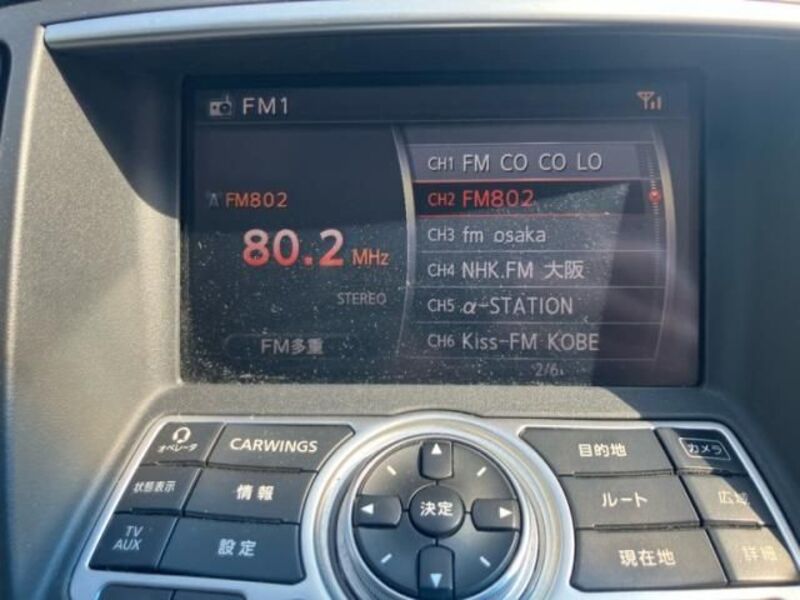 FM1
A FM802
80.2 MHz
STEREO
FM多重
CH1 FM CO CO LO
CH2 FM802
CH3 fm osaka
CH4 NHK.FM 大阪
CH5 α-STATION
CH6 Kiss-FM KOBE
2/6
オペレータ
CARWINGS
状態表示
情報
TV
AUX
設定
決定
目的地
カメラ
ルート
広域
現在地
詳細